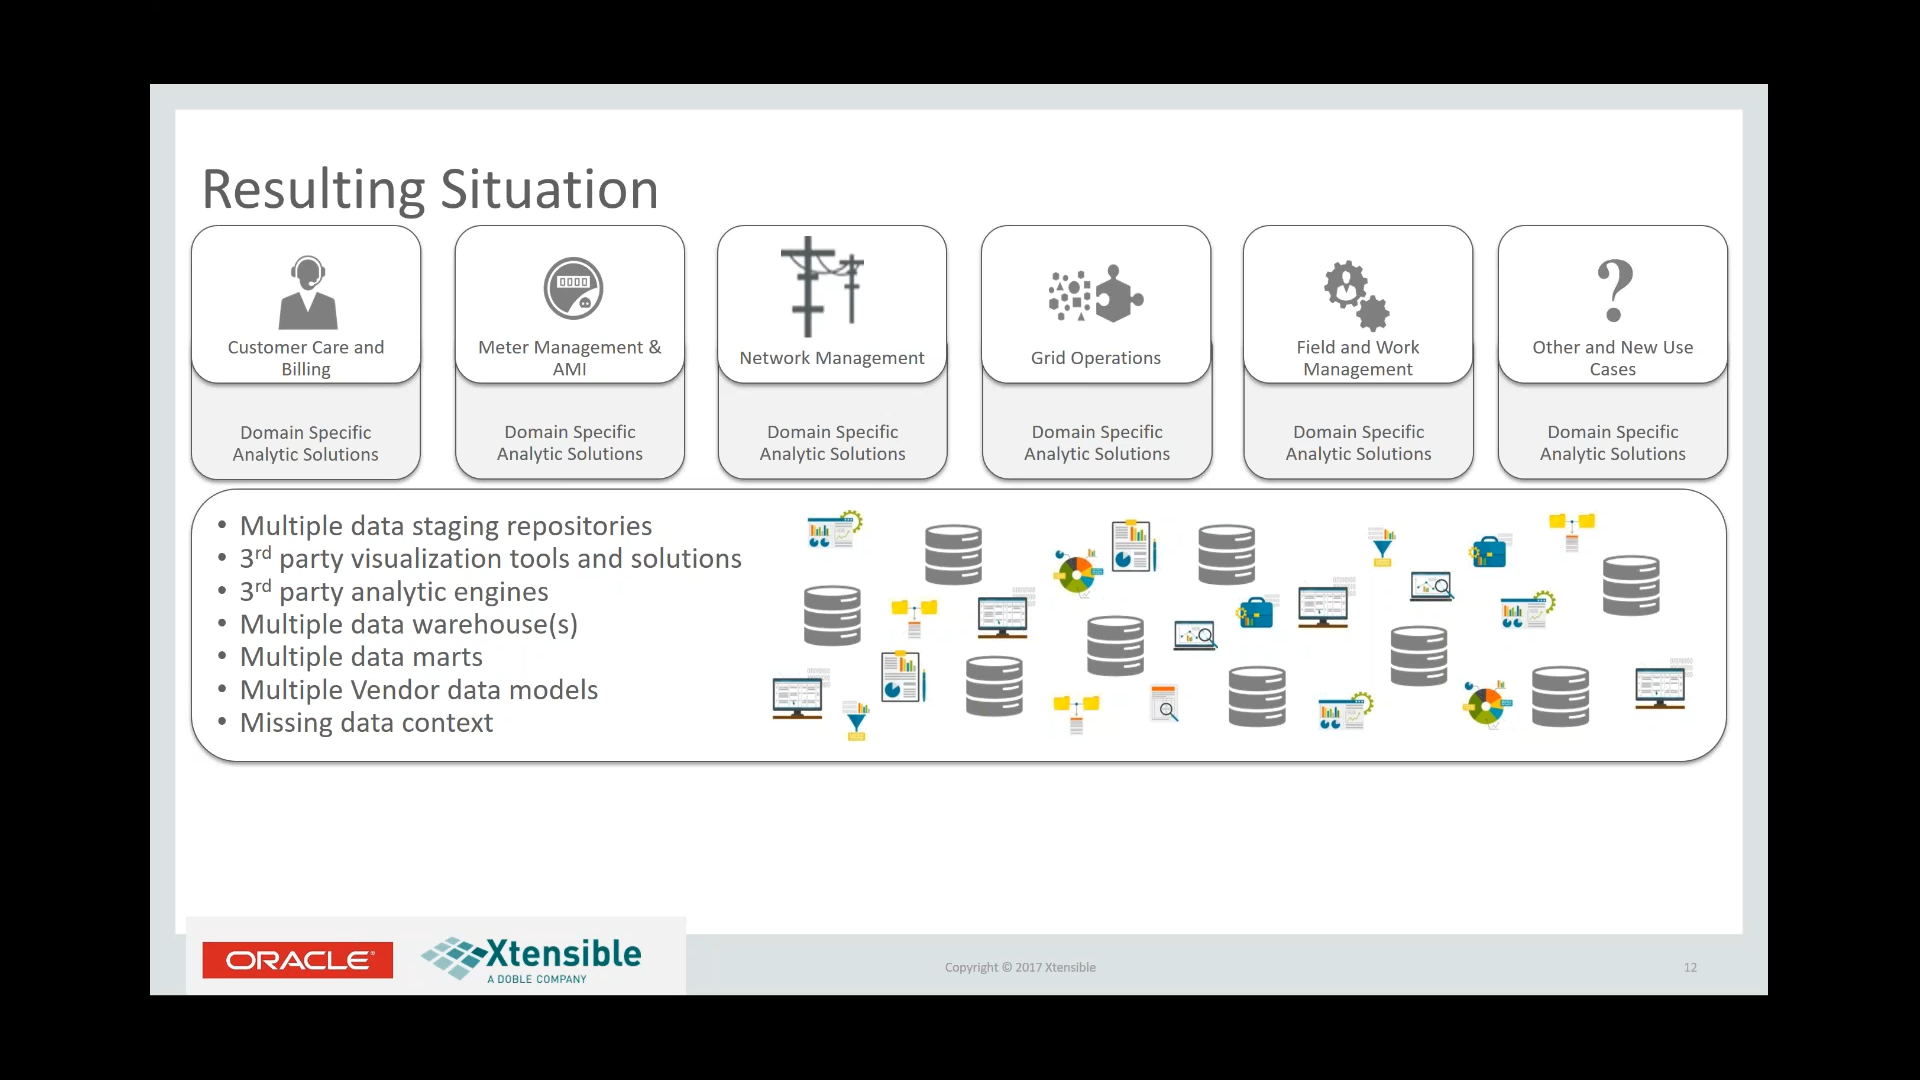 Resulting Situation
Customer Care and
Billing
Meter Management &
AMI
Network Management
Grid Operations
Field and Work
Management
Other and New Use
Cases
Domain Specific
Analytic Solutions
Domain Specific
Analytic Solutions
Domain Specific
Analytic Solutions
Domain Specific
Analytic Solutions
Domain Specific
Analytic Solutions
Domain Specific
Analytic Solutions
• Multiple data staging repositories
• 3rd party visualization tools and solutions
• 3rd party analytic engines
• Multiple data warehouse(s)
• Multiple data marts
• Multiple Vendor data models
• Missing data context
ORACLE
Xtensible
A DOBLE COMPANY
Copyright © 2017 Xtensible
12